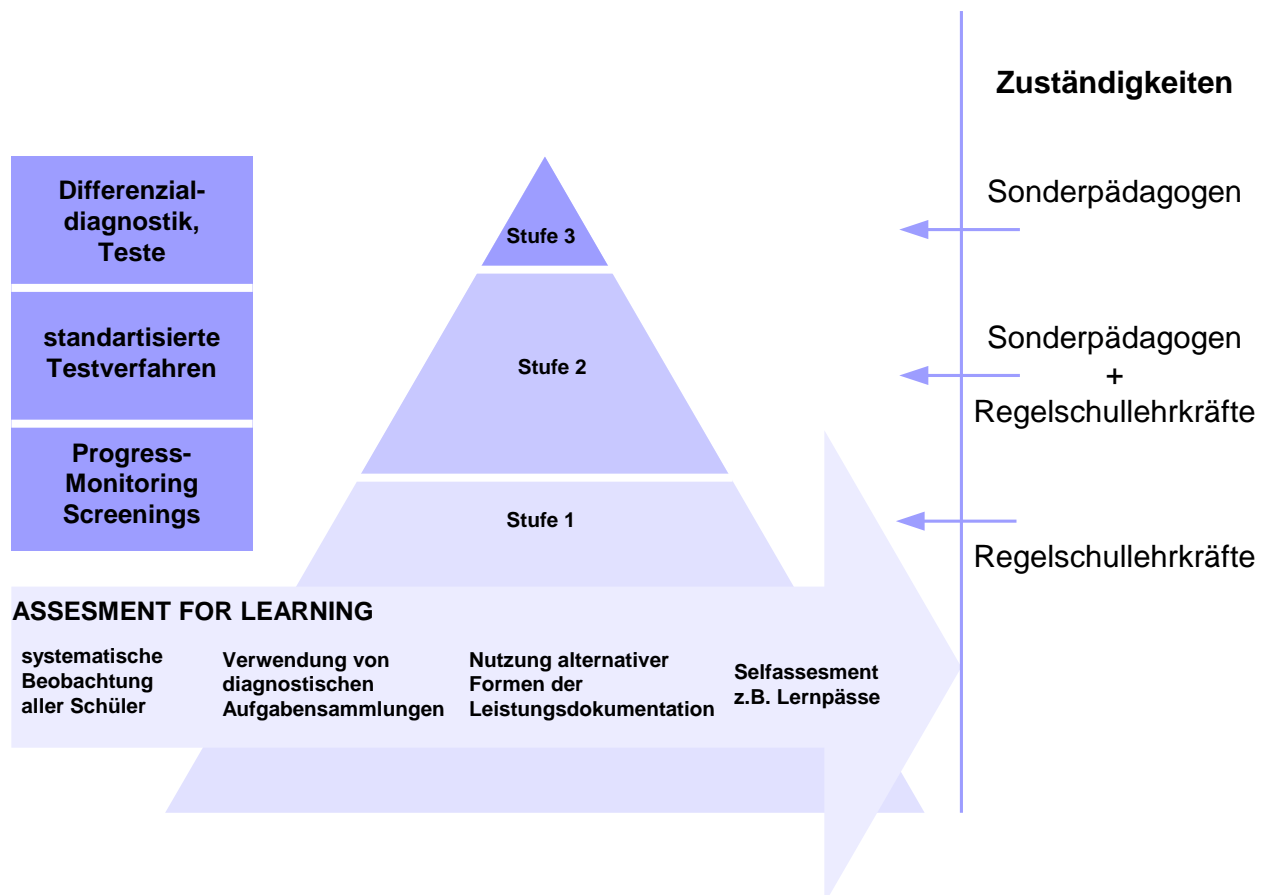 Zuständigkeiten
Differenzial-
diagnostik,
Teste
Stufe 3
Sonderpädagogen
standartisierte
Testverfahren
Stufe 2
Sonderpädagogen
+
Regelschullehrkräfte
Progress-
Monitoring
Screenings
Stufe 1
Regelschullehrkräfte
ASSESMENT FOR LEARNING
systematische
Beobachtung
aller Schüler
Verwendung von
diagnostischen
Aufgabensammlungen
Nutzung alternativer
Formen der
Leistungsdokumentation
Selfassesment
z.B. Lernpässe